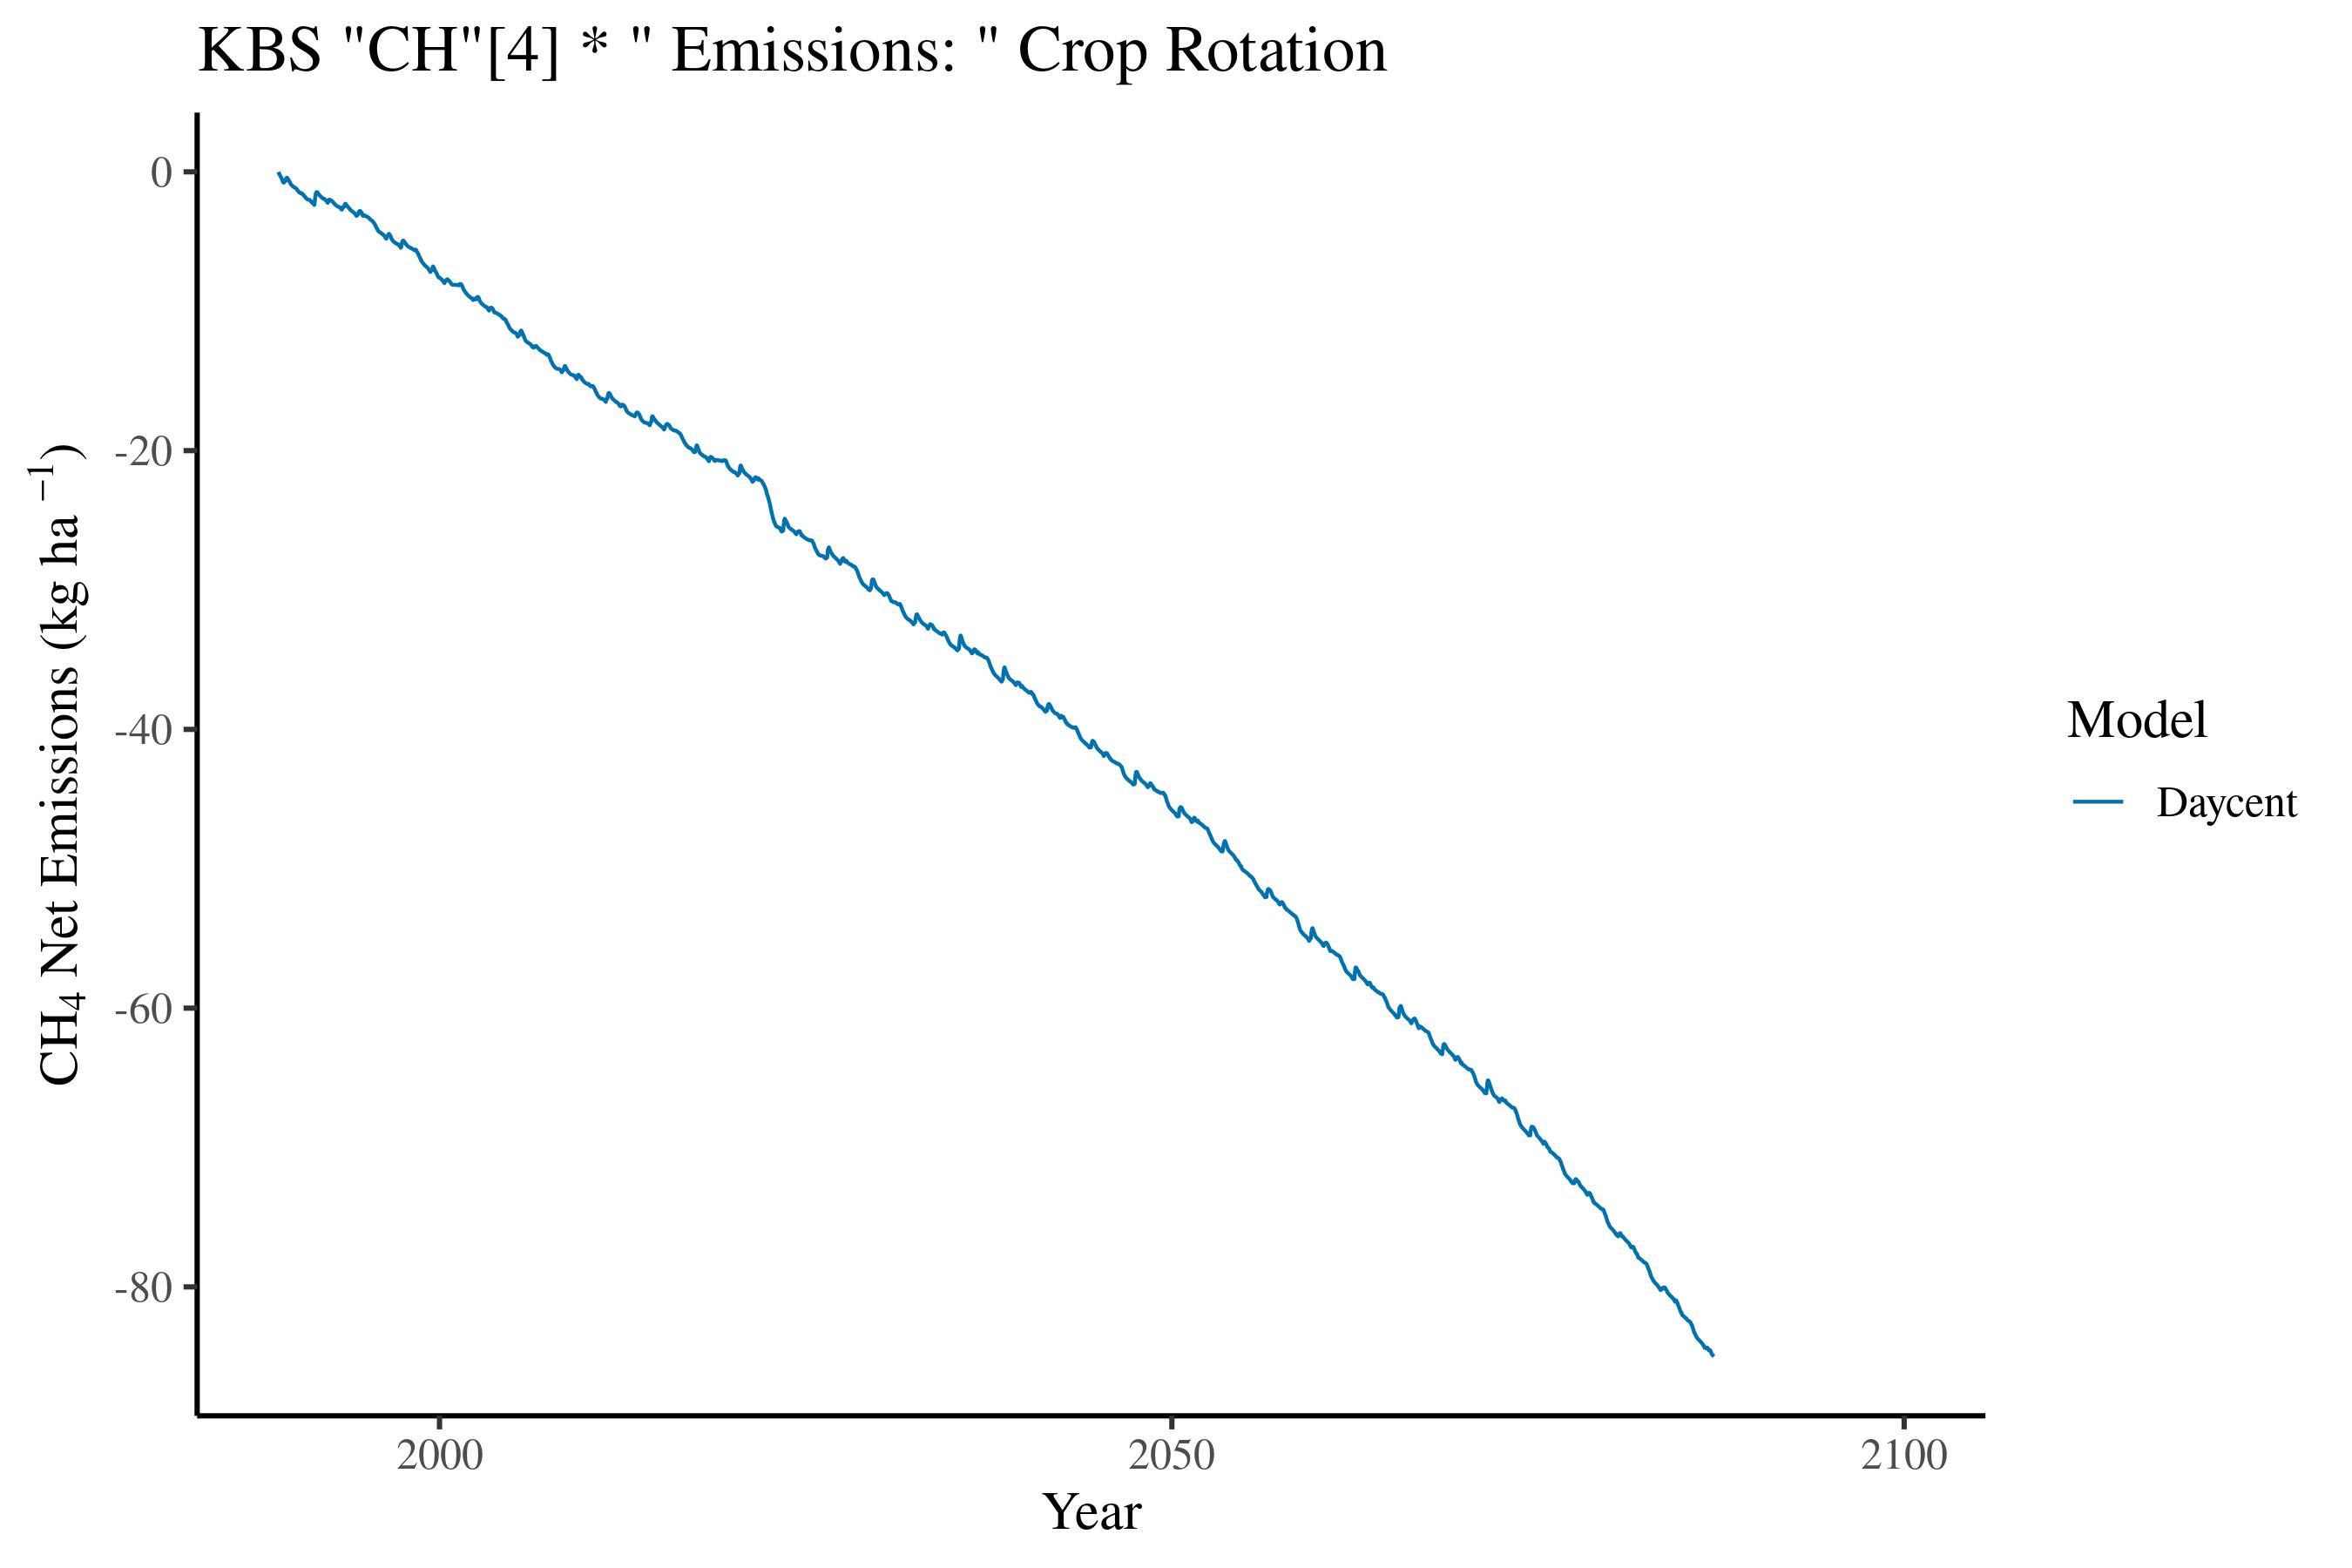 KBS "CH"[4] * " Emissions: " Crop Rotation
CH₄ Net Emissions (kg ha ⁻¹)
0
-20
-40
-60
-80
2000
2050
2100
Year
Model
Daycent